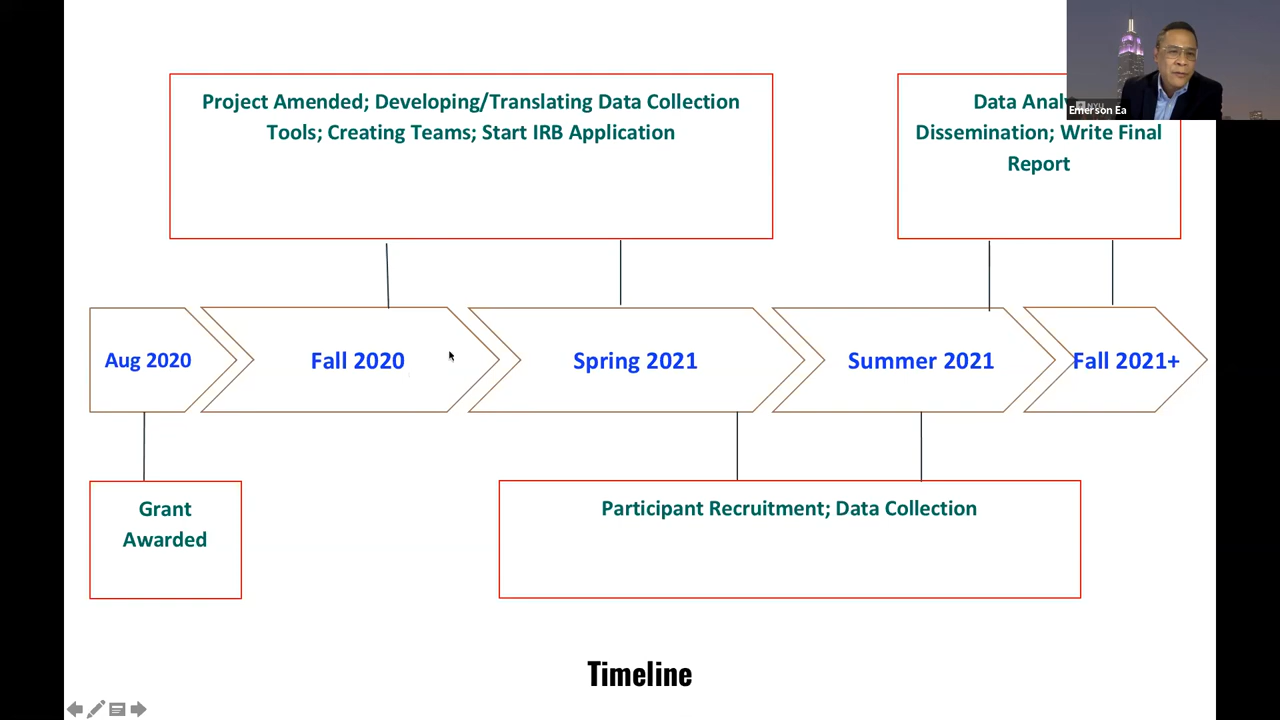 Project Amended; Developing/Translating Data Collection
Tools; Creating Teams; Start IRB Application
Data
Dissemination; Write Final
Report
NYU
Emerson Ea
Aug 2020
Fall 2020
Spring 2021
Summer 2021
Fall 2021+
Grant
Awarded
Participant Recruitment; Data Collection
Timeline